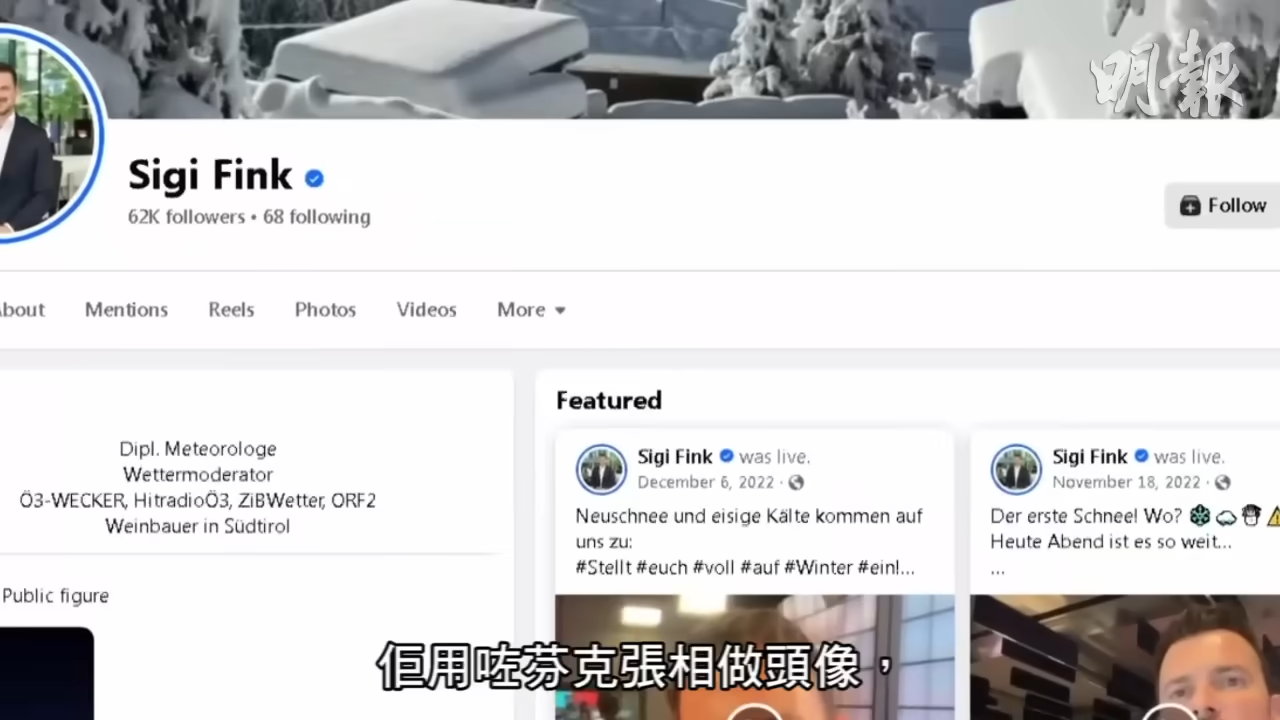 明報
Sigi Fink
62K followers • 68 following
Follow
About
Mentions
Reels
Photos
Videos
More
Dipl. Meteorologe
Wettermoderator
Ö3-WECKER, HitradioÖ3, ZiBWetter, ORF2
Weinbauer in Südtirol
Public figure
Featured
Sigi Fink was live.
December 6, 2022 ·
Neuschnee und eisige Kälte kommen auf
uns zu:
#Stellt #euch #voll #auf #Winter #ein!...
Sigi Fink was live.
November 18, 2022 ·
Der erste Schnee! Wo? ❄️☁️☃️⚠️
Heute Abend ist es so weit...
...
佢用咗芬克張相做頭像，